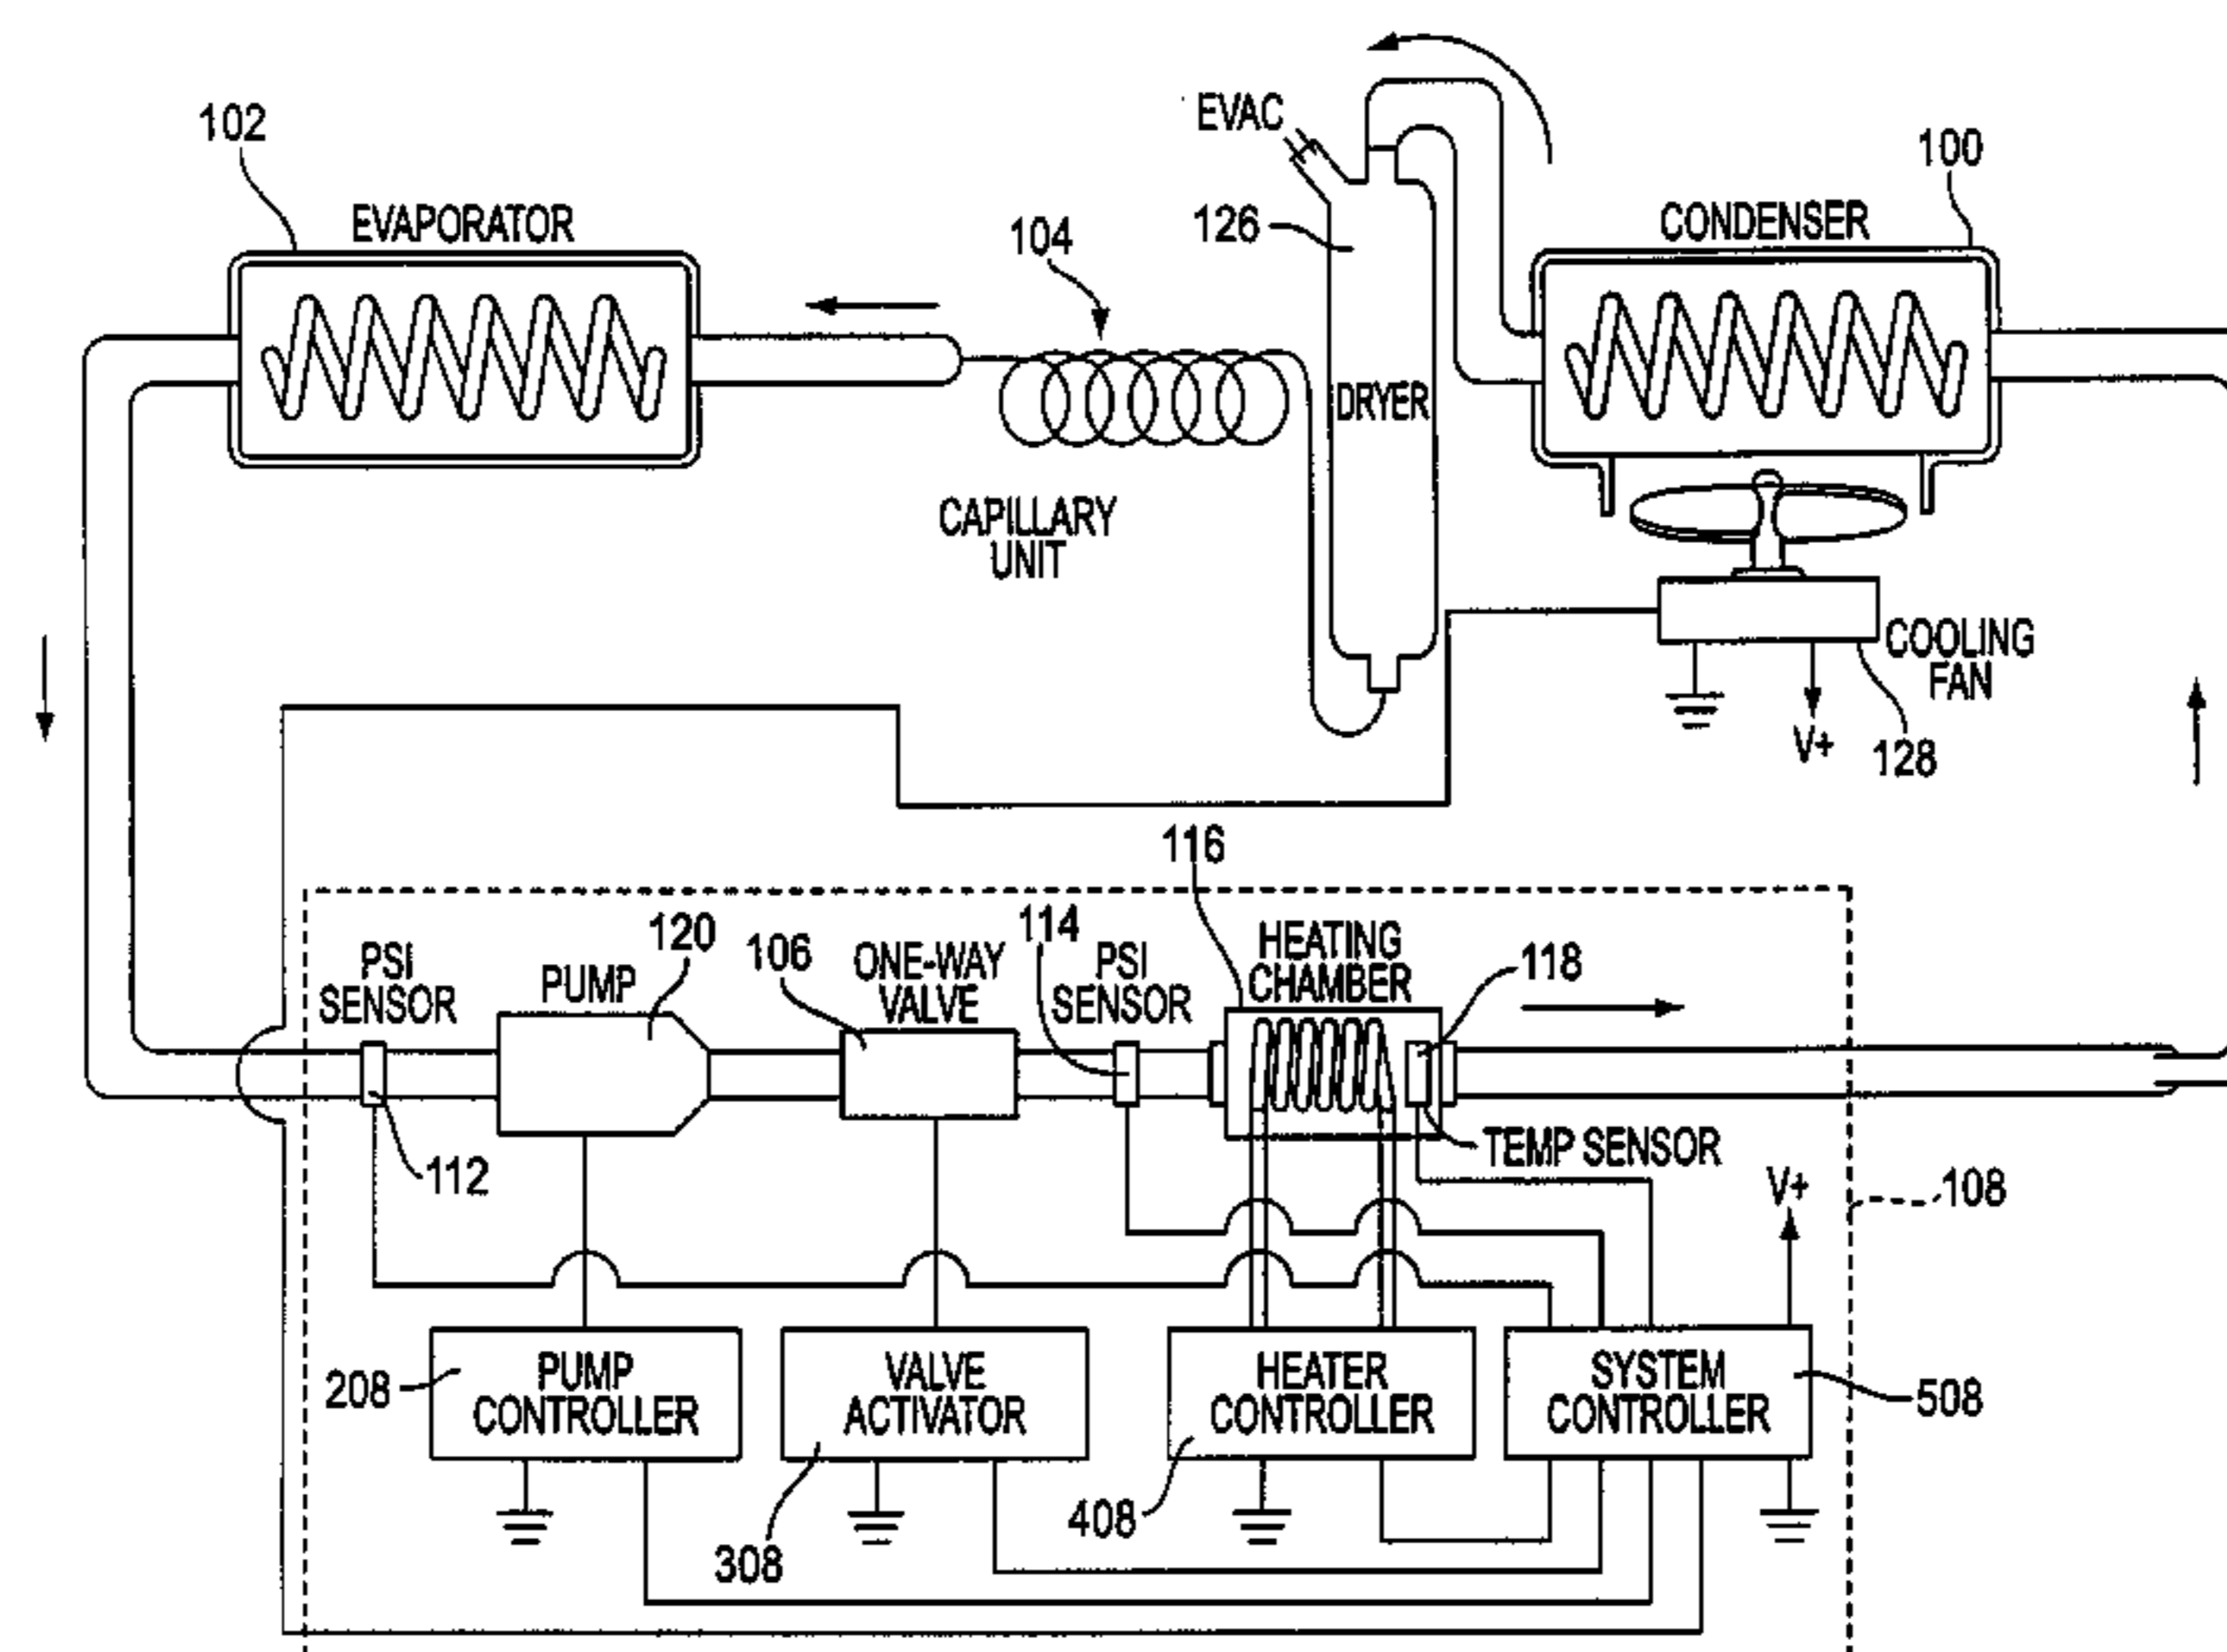 EVAC
102
100
EVAPORATOR
104
126
CONDENSER
DRYER
CAPILLARY
UNIT
COOLING
FAN
V+
128
116
PSI
SENSOR
PUMP
120
106
ONE-WAY
VALVE
114
PSI
SENSOR
HEATING
CHAMBER
118
112
TEMP SENSOR
V+
108
208
PUMP
CONTROLLER
VALVE
ACTIVATOR
HEATER
CONTROLLER
SYSTEM
CONTROLLER
508
308
408